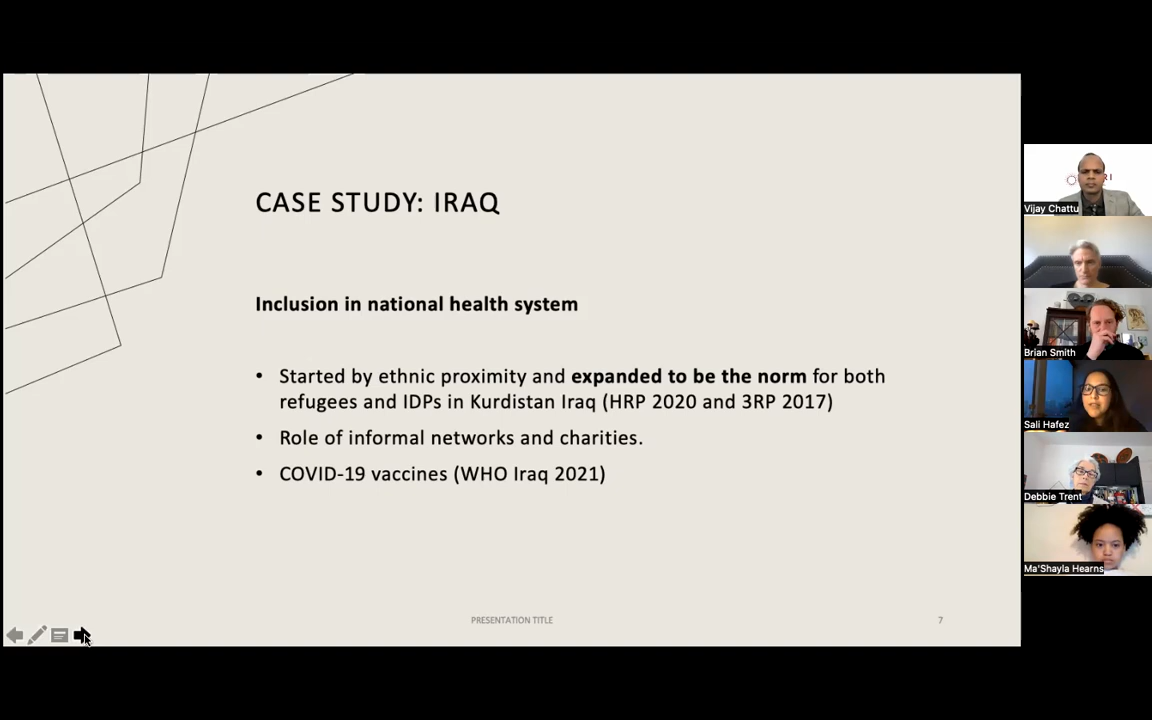 CASE STUDY: IRAQ
Inclusion in national health system
• Started by ethnic proximity and expanded to be the norm for both
refugees and IDPs in Kurdistan Iraq (HRP 2020 and 3RP 2017)
• Role of informal networks and charities.
• COVID-19 vaccines (WHO Iraq 2021)
PRESENTATION TITLE
7
Vijay Chattu
Brian Smith
Sali Hafez
Debbie Trent
Ma'Shayla Hearns